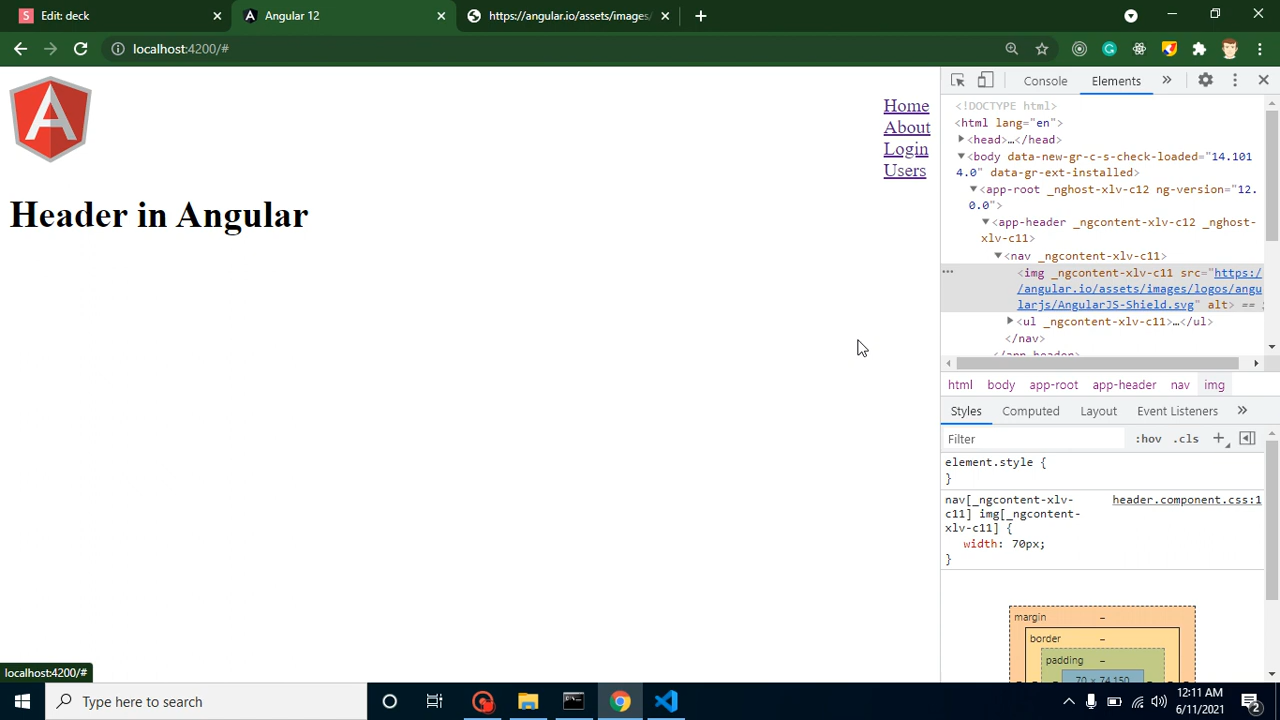 Edit: deck
Angular 12
https://angular.io/assets/images/
localhost:4200/#
Home
About
Login
Users
Header in Angular
Console
Elements
<!DOCTYPE html>
<html lang="en">
<head>…</head>
<body data-new-gr-c-s-check-loaded="14.101
4.0" data-gr-ext-installed>
<app-root _nghost-xlv-c12 ng-version="12.
0.0">
<app-header _ngcontent-xlv-c12 _nghost-
xlv-c11>
<nav _ngcontent-xlv-c11>
<img _ngcontent-xlv-c11 src="https:/
/angular.io/assets/images/logos/angu
larjs/AngularJS-Shield.svg" alt> ==
<ul _ngcontent-xlv-c11>…</ul>
</nav>
</app-header>
html body app-root app-header nav img
Styles Computed Layout Event Listeners
Filter :hov .cls
element.style {
}
nav[_ngcontent-xlv- header.component.css:1
c11] img[_ngcontent-
xlv-c11] {
width: 70px;
}
margin –
border –
padding –
70 × 74.150
localhost:4200/#
Type here to search
12:11 AM
6/11/2021
2